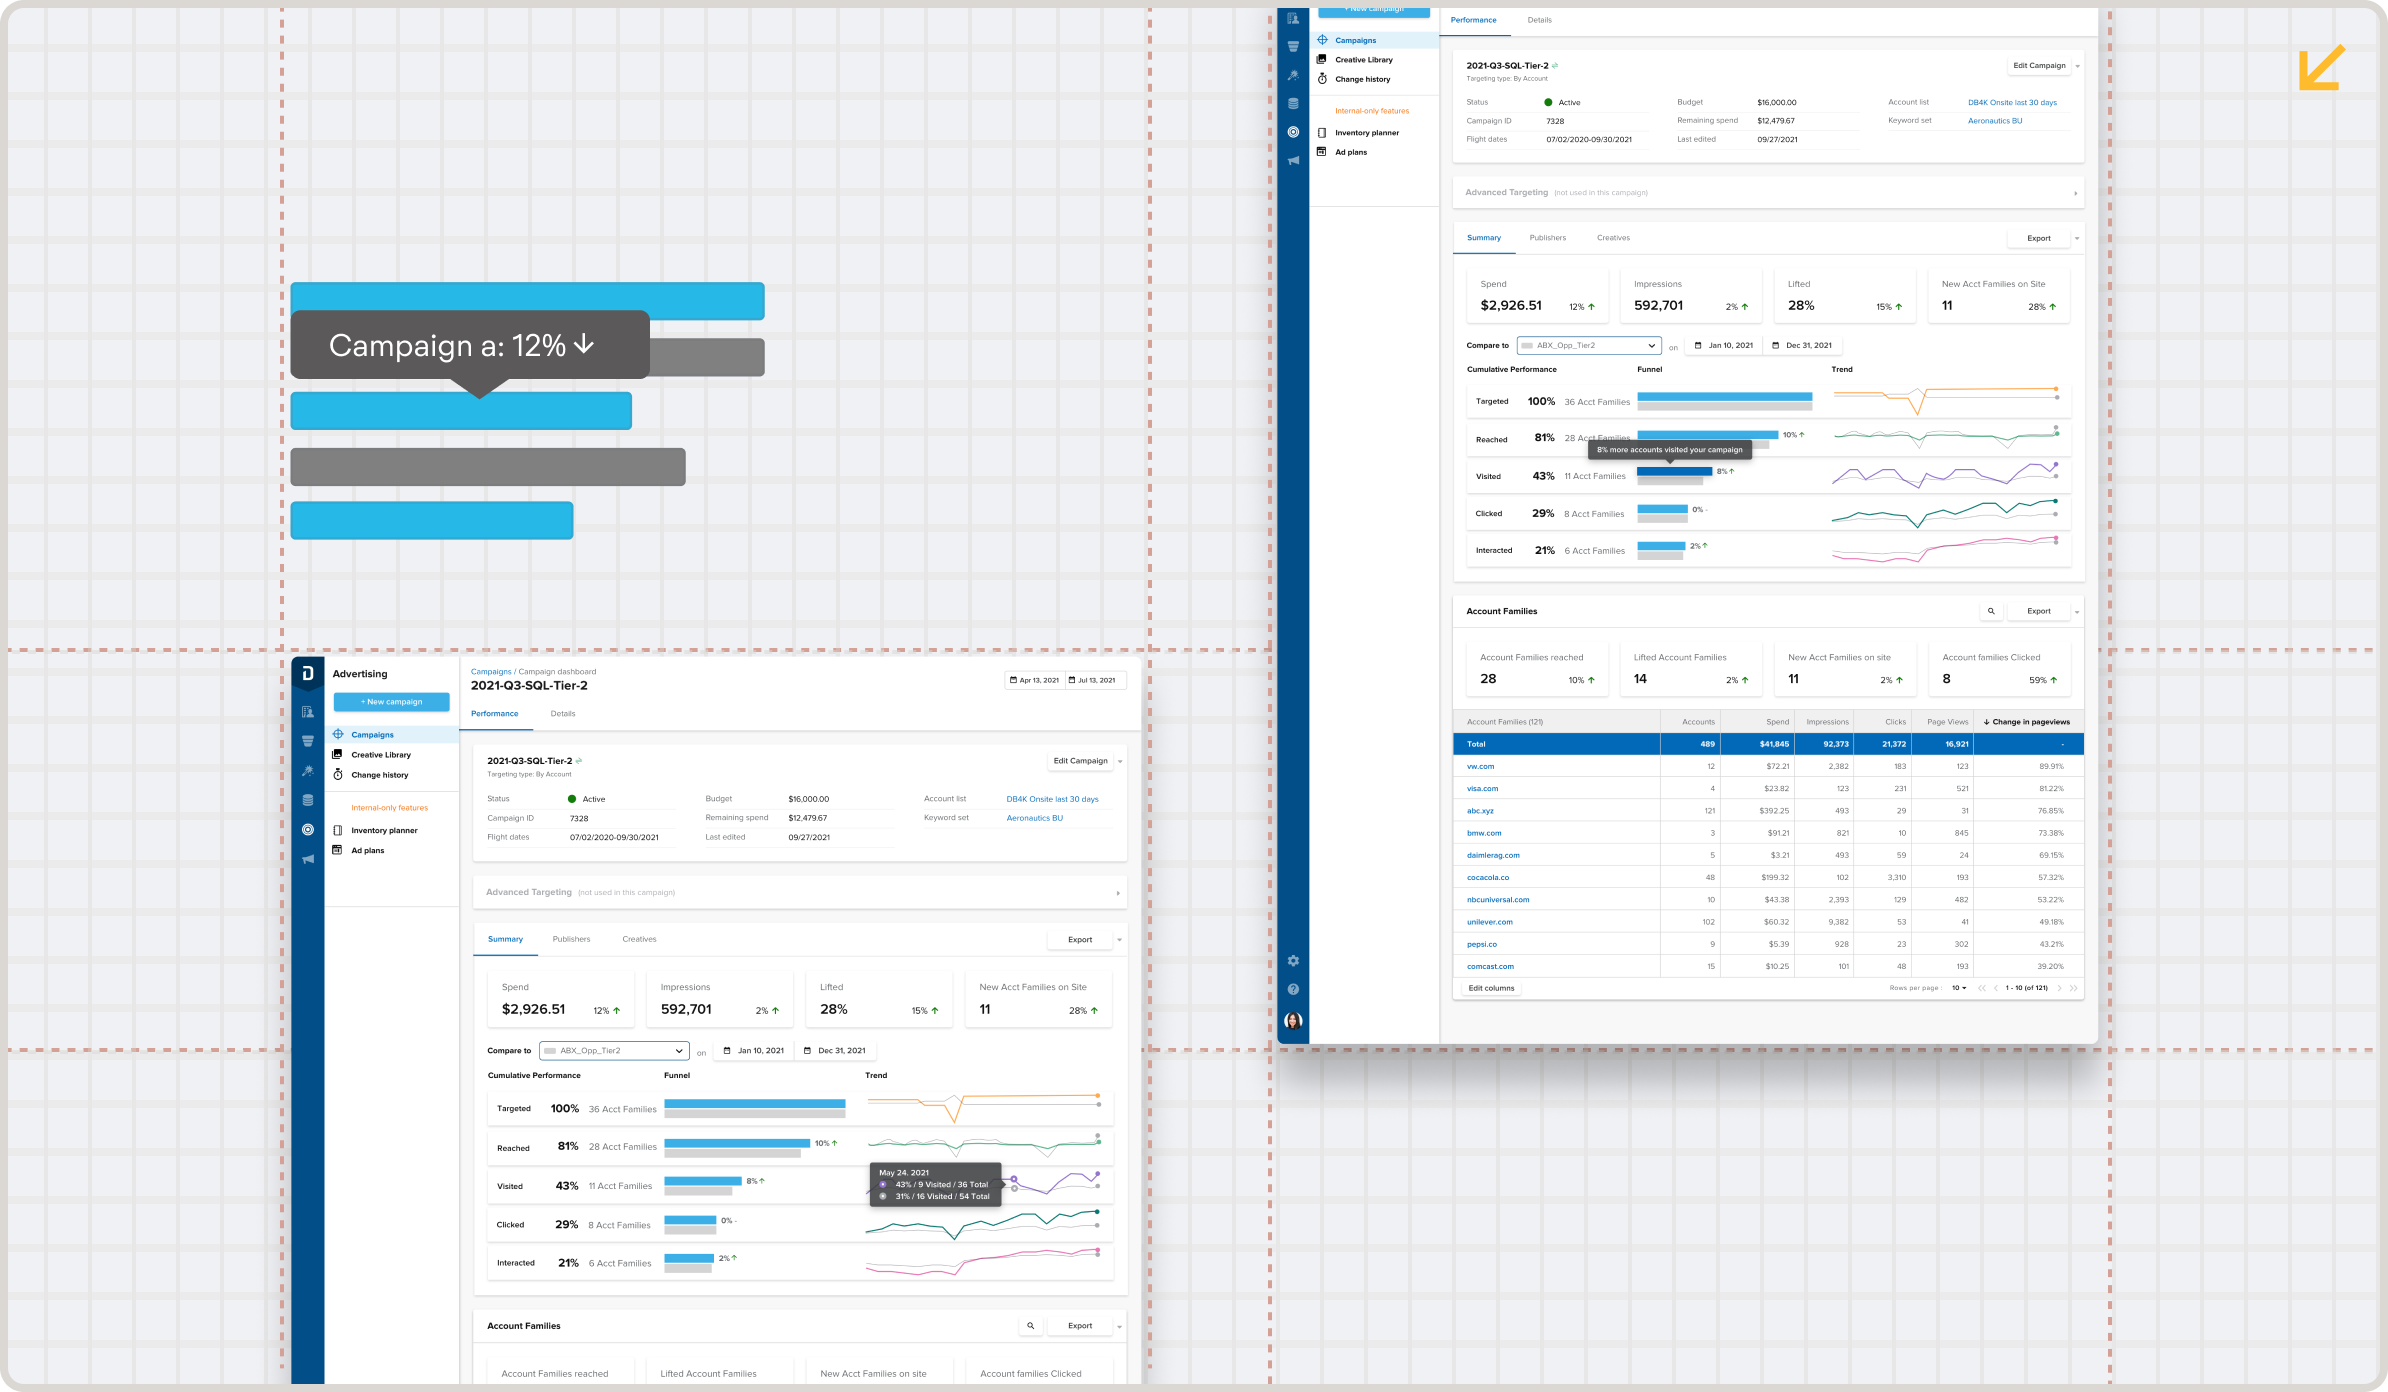 Campaign a: 12%
D
Advertising
+ New campaign
Campaigns
Creative Library
Change history
Internal-only features
Inventory planner
Ad plans
Campaigns / Campaign dashboard
2021-Q3-SQL-Tier-2
Apr 13, 2021 Jul 13, 2021
Performance Details
2021-Q3-SQL-Tier-2
Targeting type: By Account
Edit Campaign
Status Active Budget $16,000.00 Account list DB4K Onsite last 30 days
Campaign ID 7328 Remaining spend $12,479.67 Keyword set Aeronautics BU
Flight dates 07/02/2020-09/30/2021 Last edited 09/27/2021
Advanced Targeting (not used in this campaign)
Summary Publishers Creatives Export
Spend Impressions Lifted New Acct Families on Site
$2,926.51 12% 592,701 2% 28% 15% 11 28%
Compare to ABX_Opp_Tier2 on Jan 10, 2021 Dec 31, 2021
Cumulative Performance Funnel Trend
Targeted 100% 36 Acct Families
Reached 81% 28 Acct Families 10%
May 24. 2021
Visited 43% 11 Acct Families 8% 43% / 9 Visited / 36 Total
31% / 16 Visited / 54 Total
Clicked 29% 8 Acct Families 0% -
Interacted 21% 6 Acct Families 2%
Account Families Export
Account Families reached Lifted Account Families New Acct Families on site Account families Clicked
+ New campaign
Campaigns
Creative Library
Change history
Internal-only features
Inventory planner
Ad plans
Performance Details
2021-Q3-SQL-Tier-2
Targeting type: By Account
Edit Campaign
Status Active Budget $16,000.00 Account list DB4K Onsite last 30 days
Campaign ID 7328 Remaining spend $12,479.67 Keyword set Aeronautics BU
Flight dates 07/02/2020-09/30/2021 Last edited 09/27/2021
Advanced Targeting (not used in this campaign)
Summary Publishers Creatives Export
Spend Impressions Lifted New Acct Families on Site
$2,926.51 12% 592,701 2% 28% 15% 11 28%
Compare to ABX_Opp_Tier2 on Jan 10, 2021 Dec 31, 2021
Cumulative Performance Funnel Trend
Targeted 100% 36 Acct Families
Reached 81% 28 Acct Families 10%
8% more accounts visited your campaign
Visited 43% 11 Acct Families 8%
Clicked 29% 8 Acct Families 0% -
Interacted 21% 6 Acct Families 2%
Account Families Export
Account Families reached Lifted Account Families New Acct Families on site Account families Clicked
28 10% 14 2% 11 2% 8 59%
Account Families (121) Accounts Spend Impressions Clicks Page Views Change in pageviews
Total 489 $41,845 92,373 21,372 16,921 -
vw.com 12 $72.21 2,382 183 123 89.91%
visa.com 4 $23.82 123 231 521 81.22%
abc.xyz 121 $392.25 493 29 31 76.85%
bmw.com 3 $91.21 821 10 845 73.38%
daimlerag.com 5 $3.21 493 59 24 69.15%
cocacola.co 48 $199.32 102 3,310 193 57.32%
nbcuniversal.com 10 $43.38 2,393 129 482 53.22%
unilever.com 102 $60.32 9,382 53 41 49.18%
pepsi.co 9 $5.39 928 23 302 43.21%
comcast.com 15 $10.25 101 48 193 39.20%
Edit columns Rows per page : 10 1 - 10 (of 121)